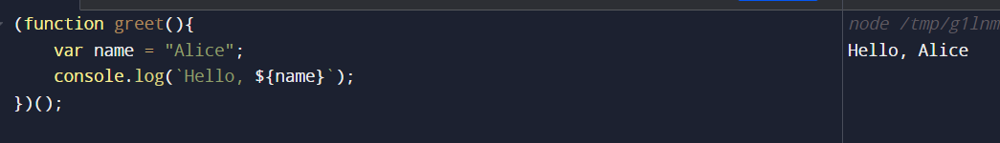 (function greet(){
    var name = "Alice";
    console.log(`Hello, ${name}`);
})();
node /tmp/g1lnm
Hello, Alice